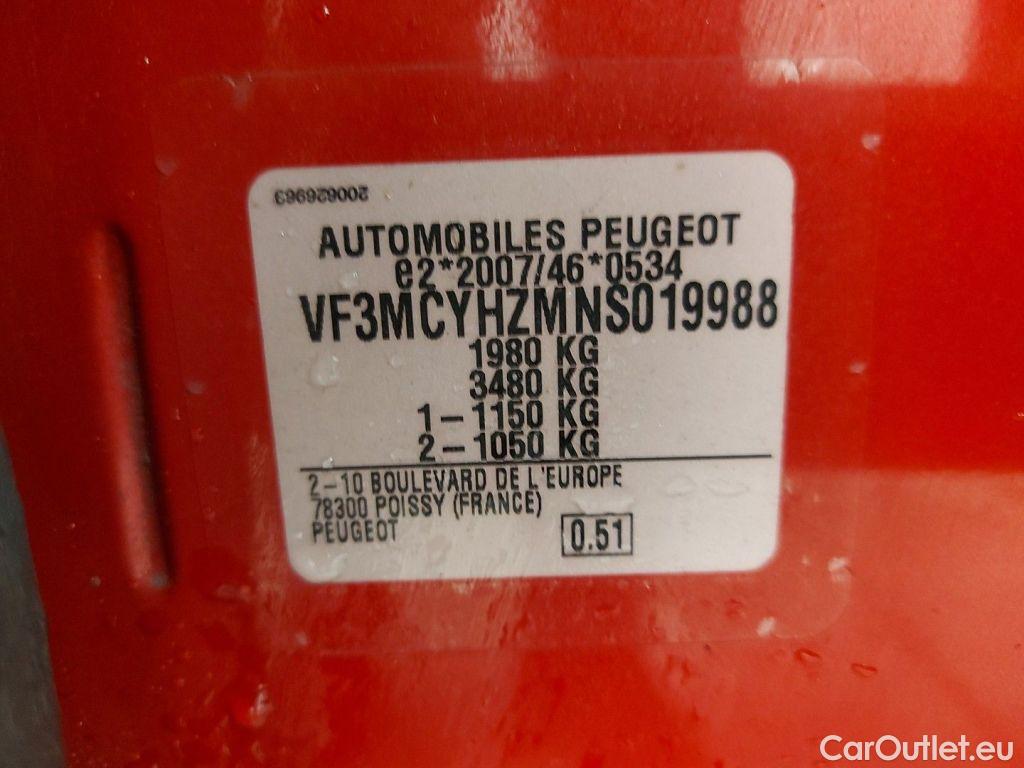 200626963
AUTOMOBILES PEUGEOT
e2*2007/46*0534
VF3MCYHZMNS019988
1980 KG
3480 KG
1-1150 KG
2-1050 KG
2-10 BOULEVARD DE L'EUROPE
78300 POISSY (FRANCE)
PEUGEOT
0.51
CarOutlet.eu